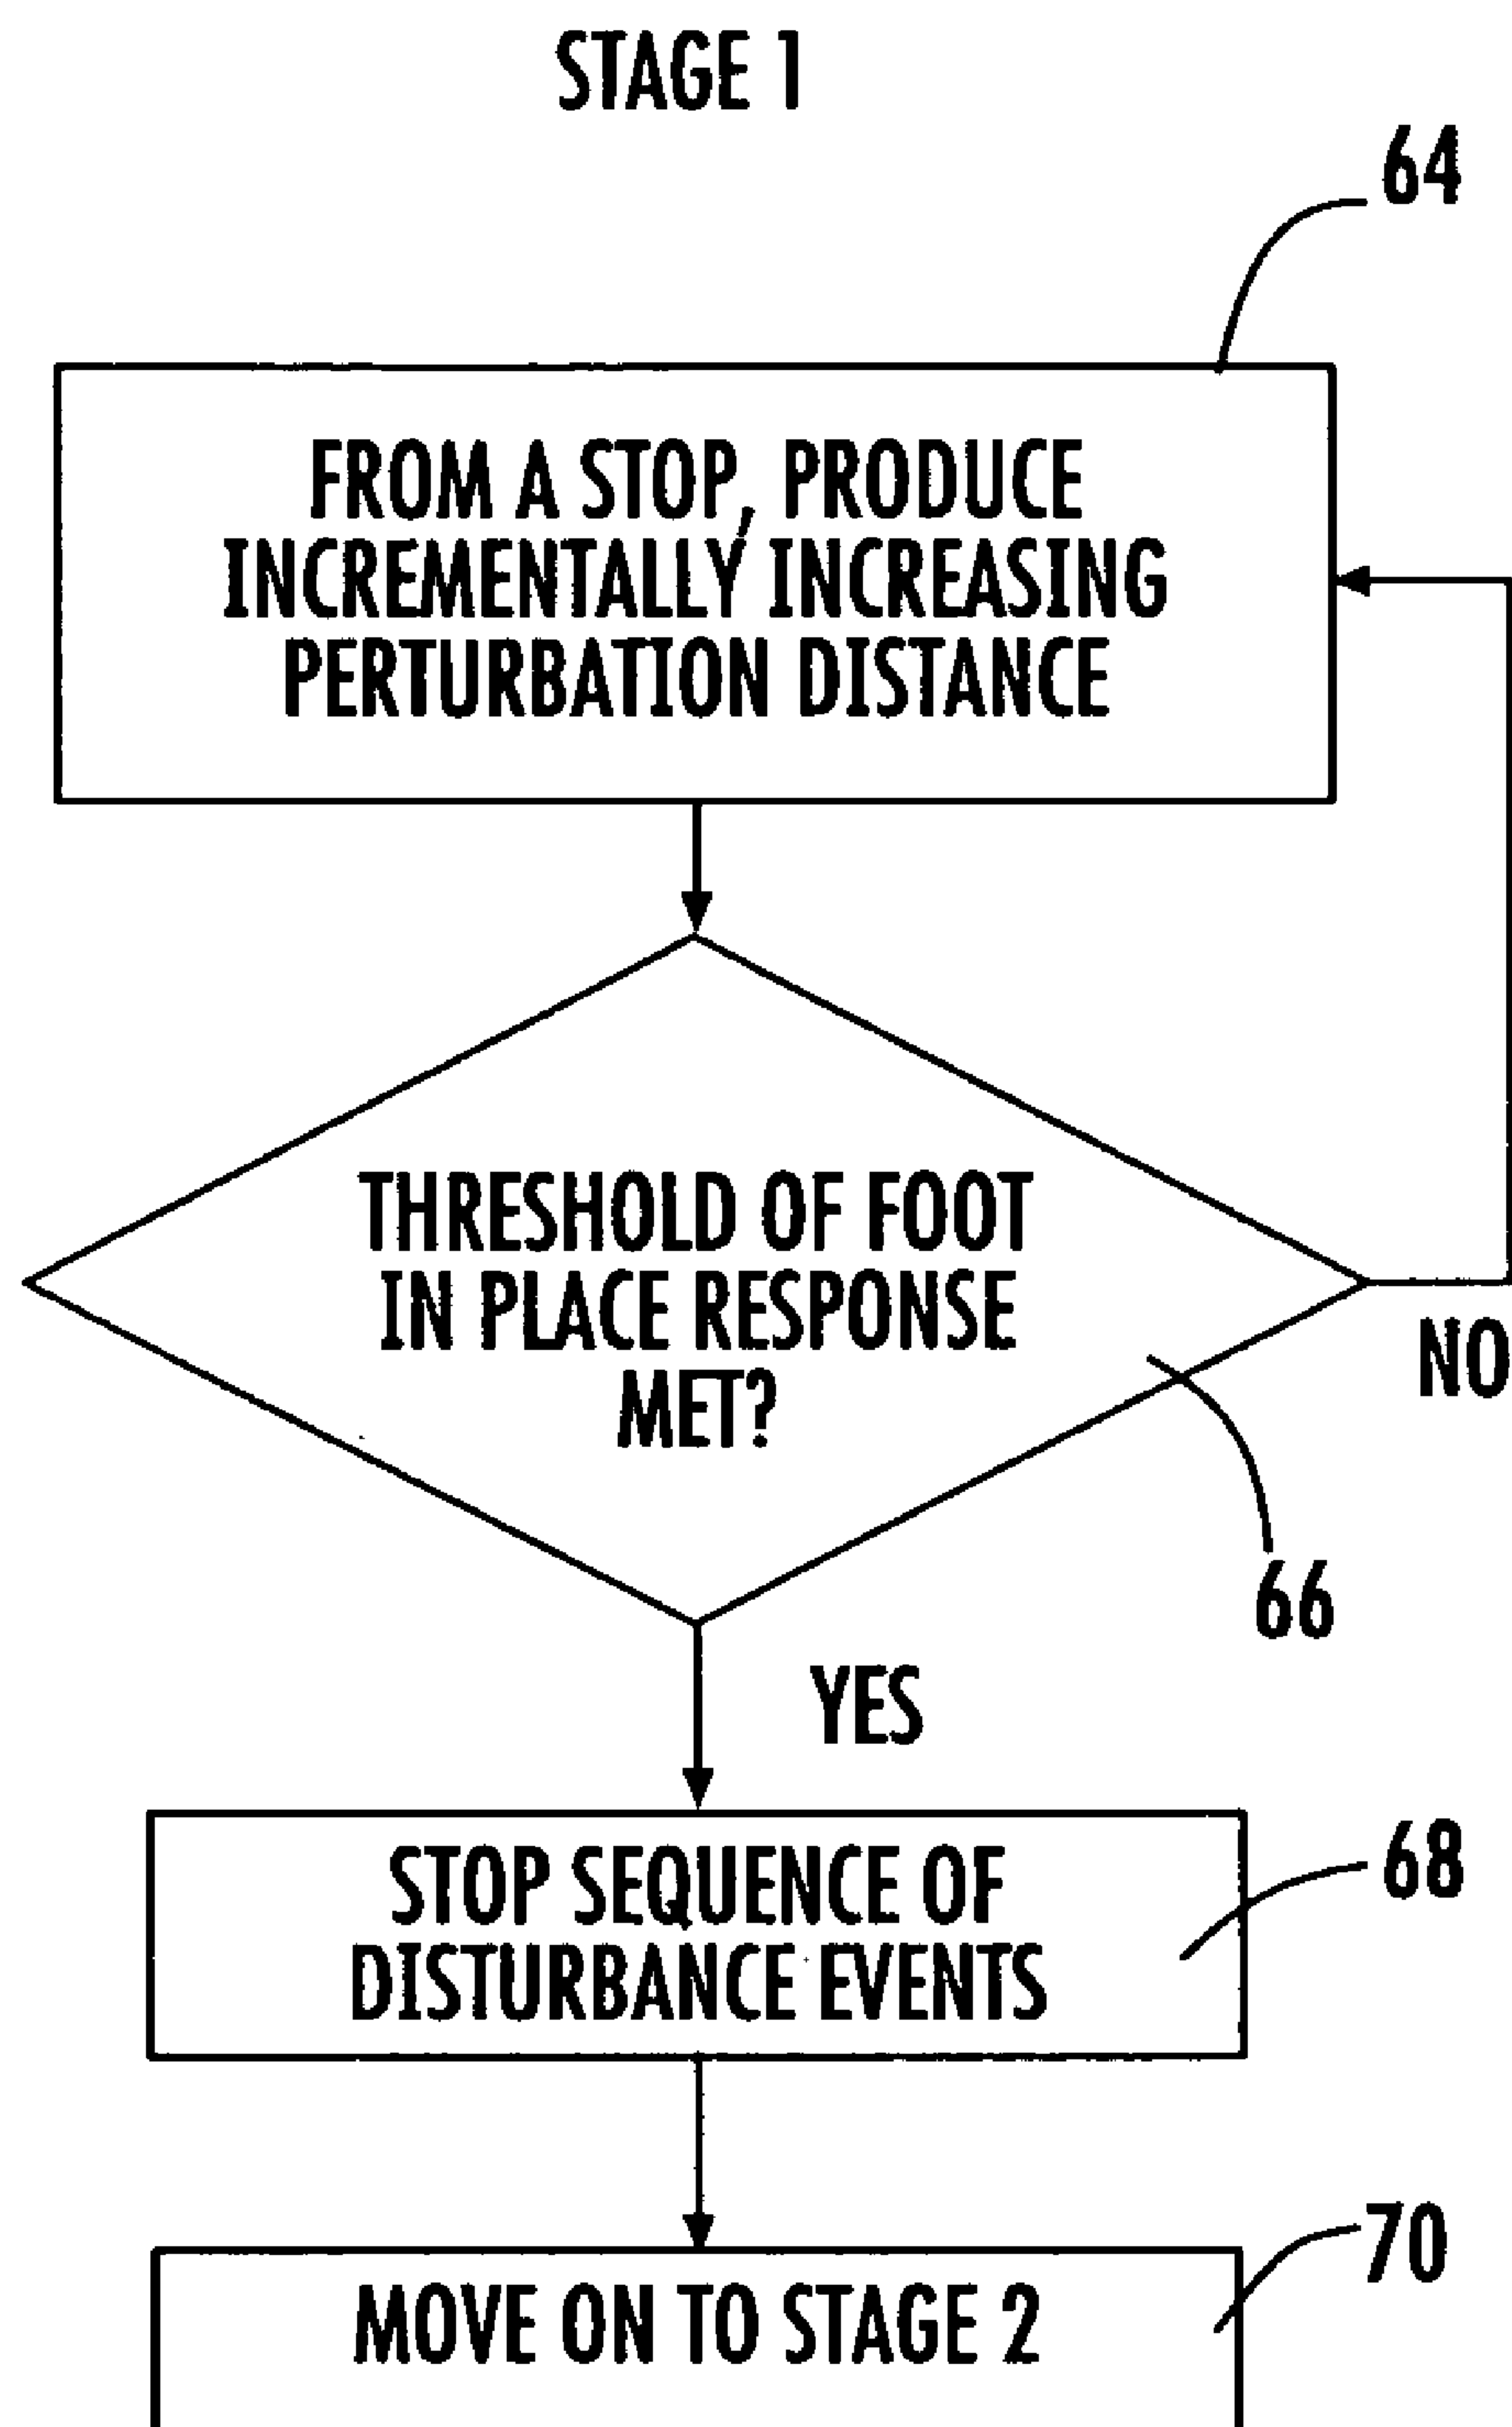 STAGE 1
64
FROM A STOP, PRODUCE
INCREMENTALLY INCREASING
PERTURBATION DISTANCE
THRESHOLD OF FOOT
IN PLACE RESPONSE
MET?
NO
66
YES
STOP SEQUENCE OF
DISTURBANCE EVENTS
68
70
MOVE ON TO STAGE 2